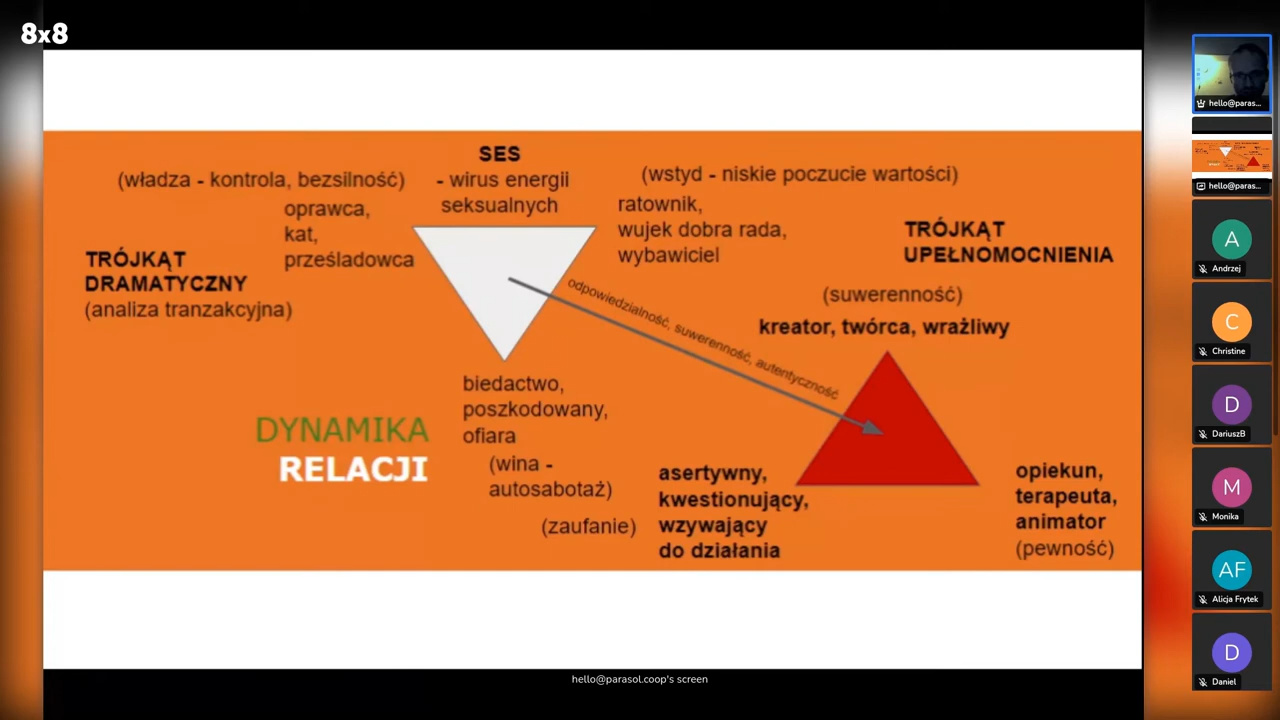 8x8
SES
- wirus energii
seksualnych
(władza - kontrola, bezsilność)
oprawca,
kat,
prześladowca
(wstyd - niskie poczucie wartości)
ratownik,
wujek dobra rada,
wybawiciel
TRÓJKĄT
DRAMATYCZNY
(analiza tranzakcyjna)
TRÓJKĄT
UPEŁNOMOCNIENIA
(suwerenność)
kreator, twórca, wrażliwy
odpowiedzialność, suwerenność, autentyczność
biedactwo,
poszkodowany,
ofiara
(wina -
autosabotaż)
DYNAMIKA
RELACJI
(zaufanie)
asertywny,
kwestionujący,
wzywający
do działania
opiekun,
terapeuta,
animator
(pewność)
hello@parasol.coop's screen
hello@paras...
hello@paras...
A
Andrzej
C
Christine
D
DariuszB
M
Monika
AF
Alicja Frytek
D
Daniel